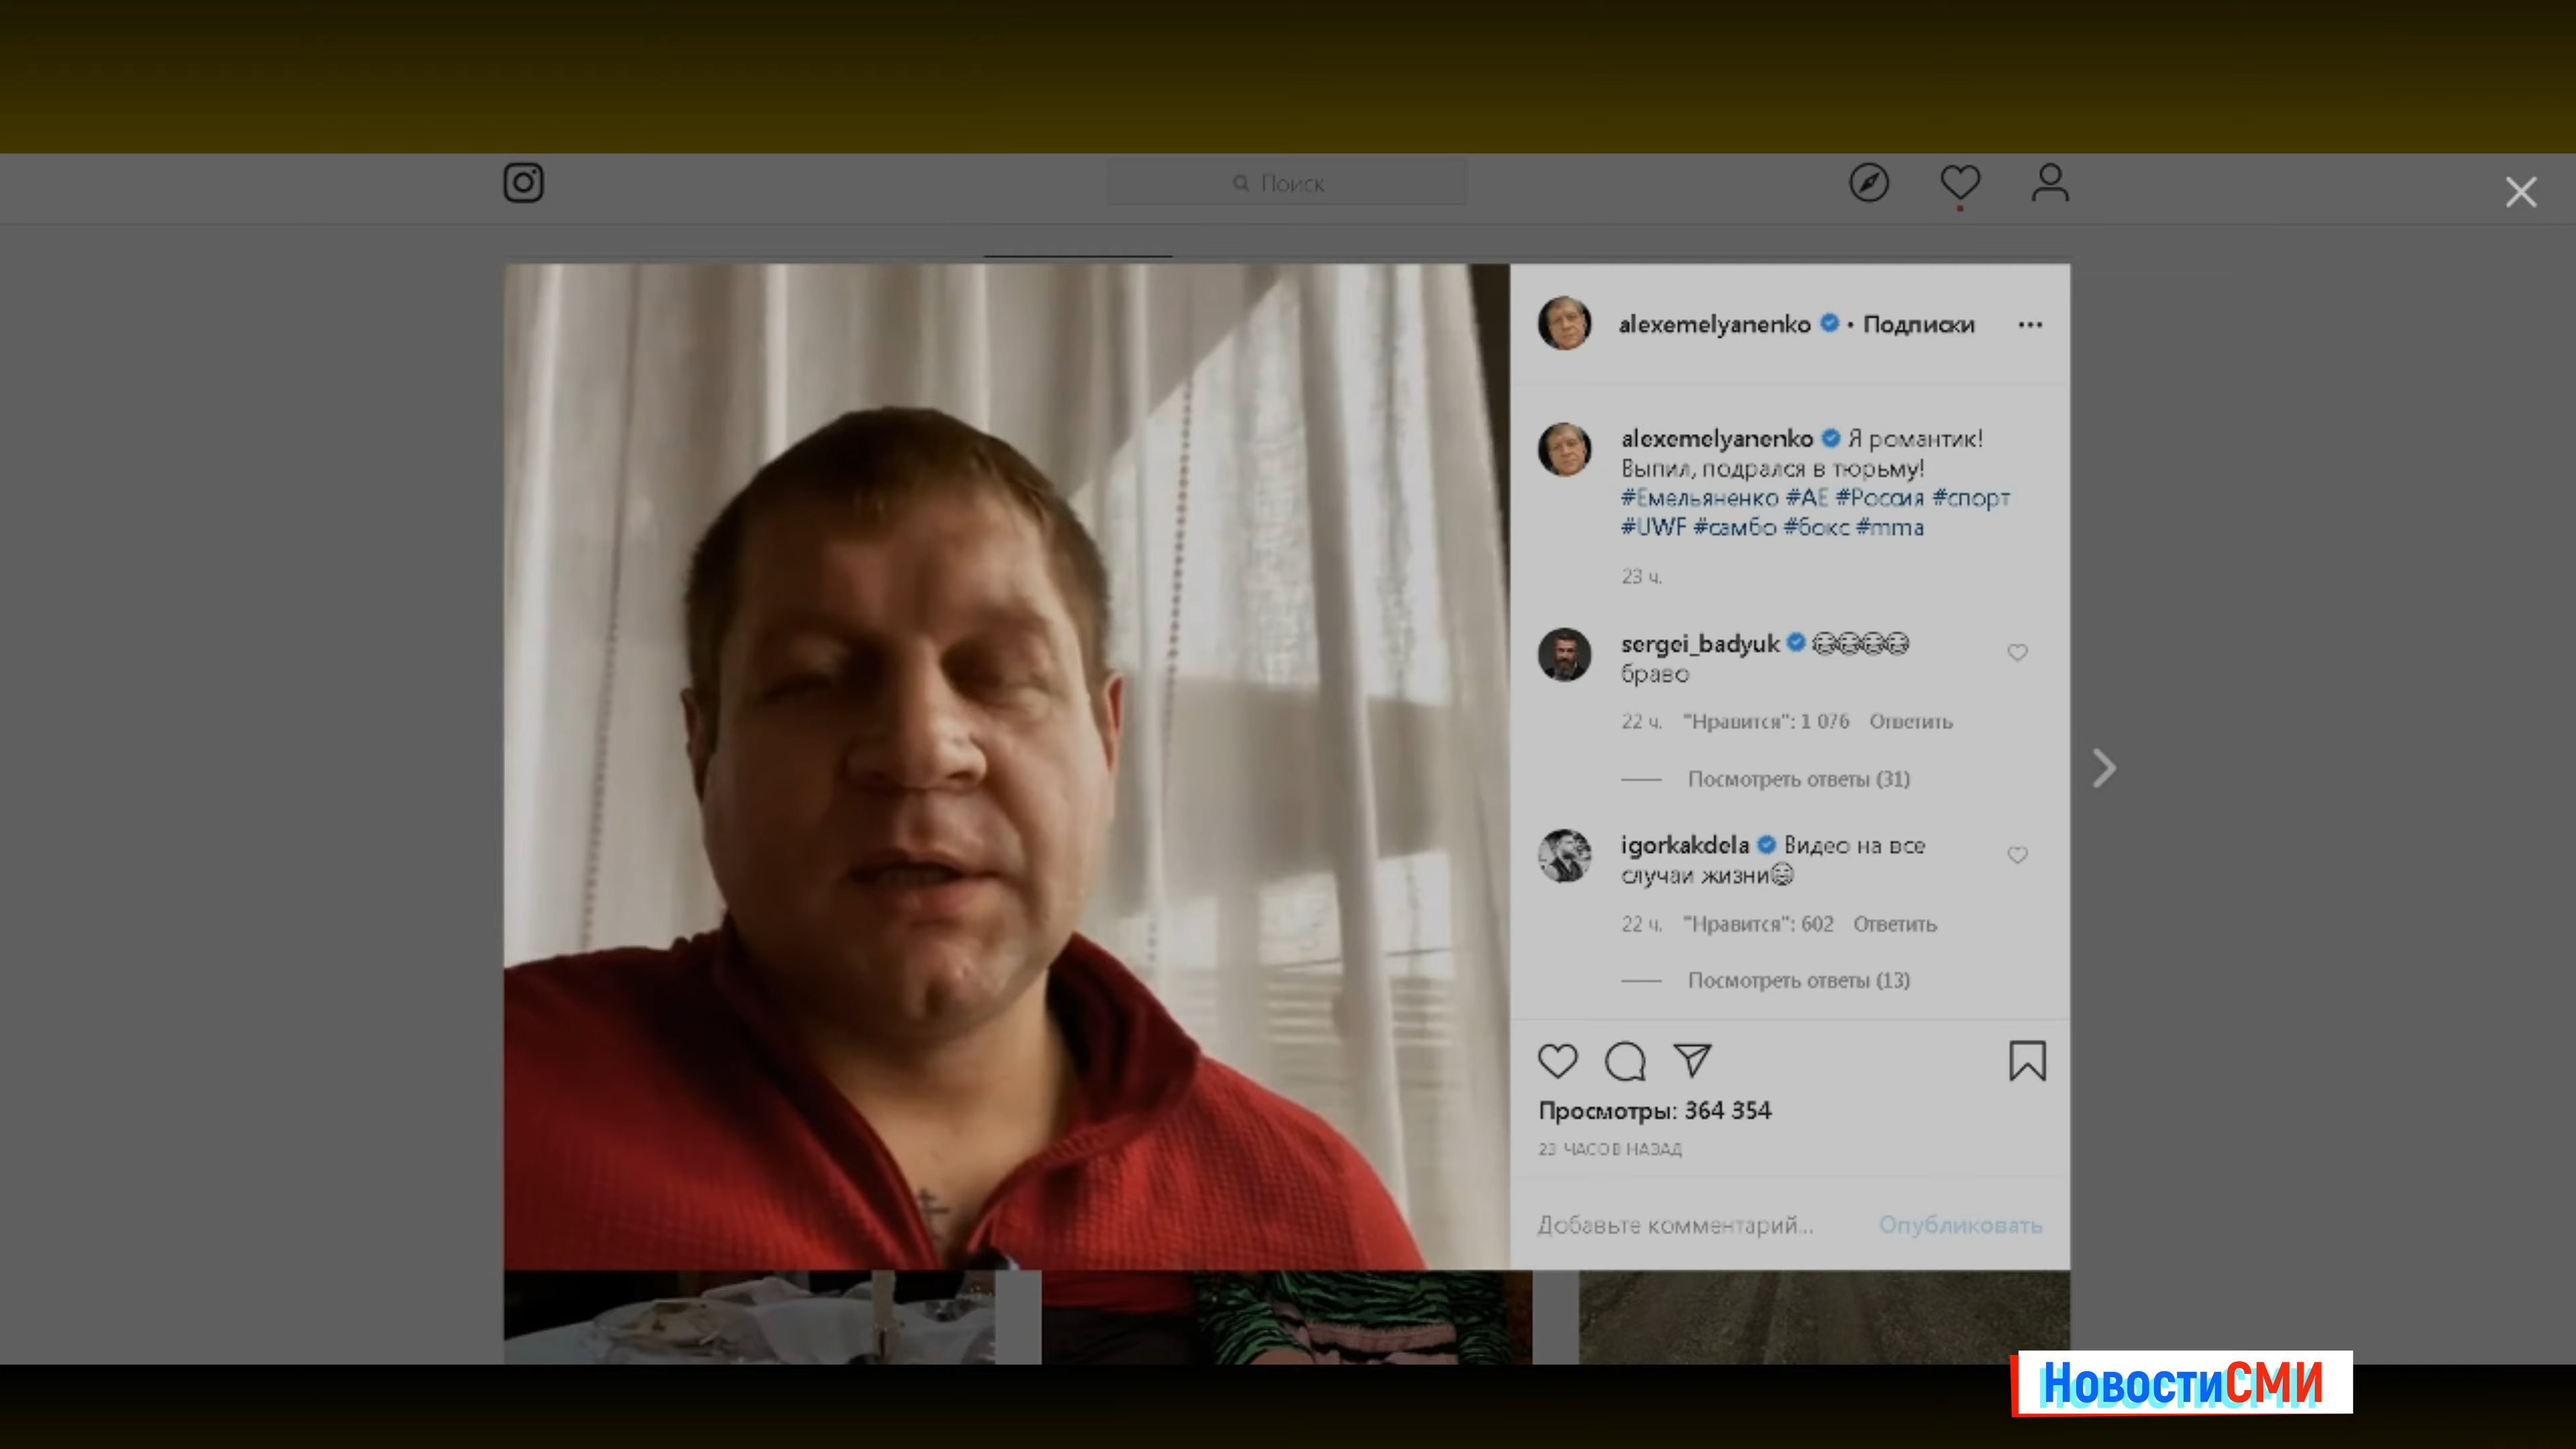 Поиск
alexemelyanenko • Подписки
alexemelyanenko Я романтик!
Выпил, подрался в тюрьму!
#Емельяненко #АЕ #Россия #спорт
#UWF #самбо #бокс #mma
23 ч.
sergei_badyuk 😂😂😂😂
браво
22 ч. "Нравится": 1 076 Ответить
Посмотреть ответы (31)
igorkakdela Видео на все
случаи жизни😂
22 ч. "Нравится": 602 Ответить
Посмотреть ответы (13)
Просмотры: 364 354
23 ЧАСОВ НАЗАД
Добавьте комментарий... Опубликовать
НовостиСМИ